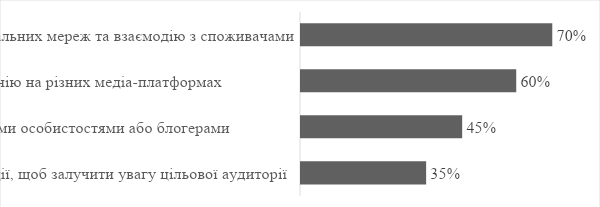 альних мереж та взаємодію з споживачами 70%
нію на різних медіа-платформах 60%
ми особистостями або блогерами 45%
ії, щоб залучити увагу цільової аудиторії 35%